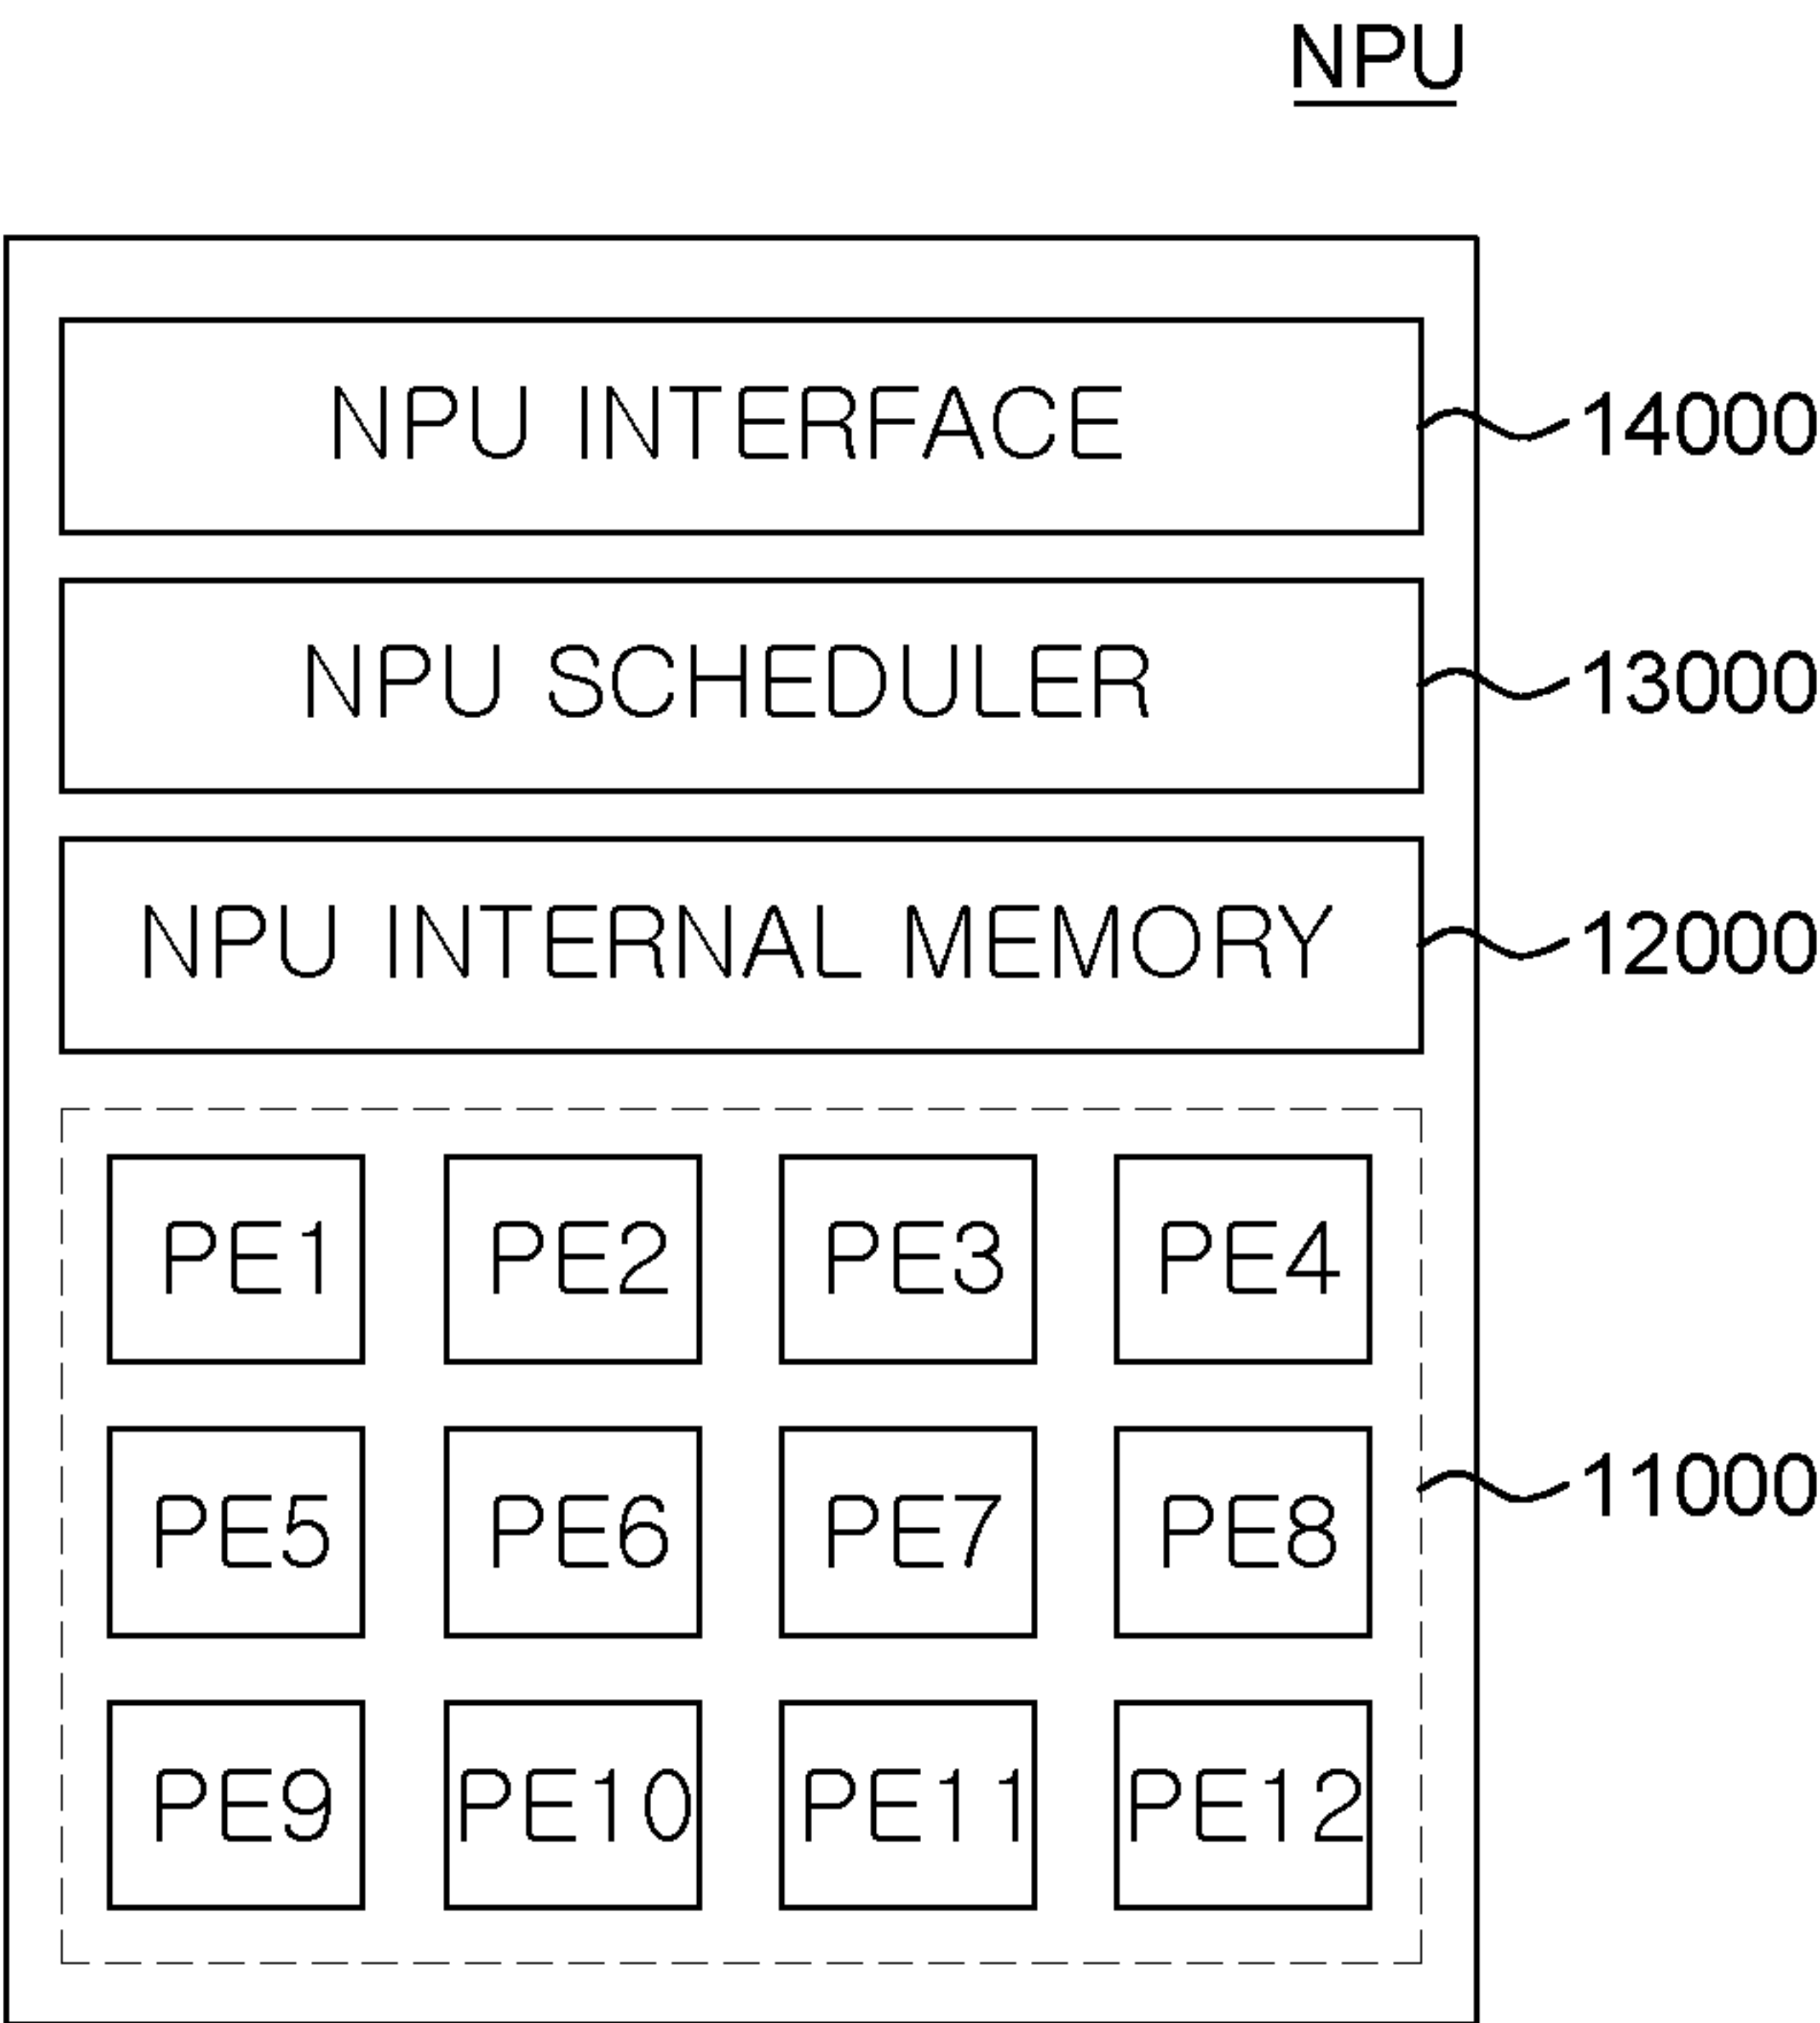 NPU
NPU INTERFACE
14000
NPU SCHEDULER
13000
NPU INTERNAL MEMORY
12000
PE1 PE2 PE3 PE4
PE5 PE6 PE7 PE8
11000
PE9 PE10 PE11 PE12